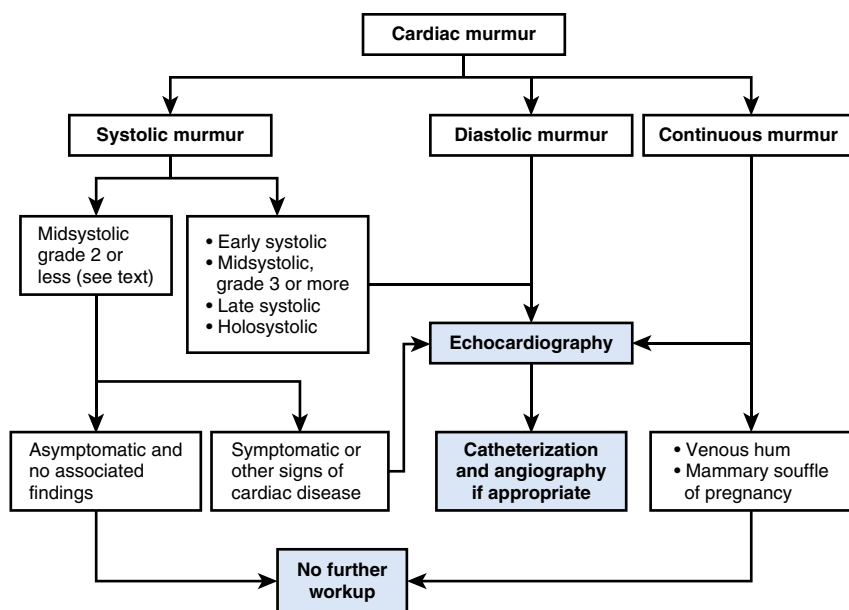 Cardiac murmur
Systolic murmur
Diastolic murmur
Continuous murmur
Midsystolic
grade 2 or
less (see text)
• Early systolic
• Midsystolic,
grade 3 or more
• Late systolic
• Holosystolic
Echocardiography
Asymptomatic and
no associated
findings
Symptomatic or
other signs of
cardiac disease
Catheterization
and angiography
if appropriate
• Venous hum
• Mammary souffle
of pregnancy
No further
workup